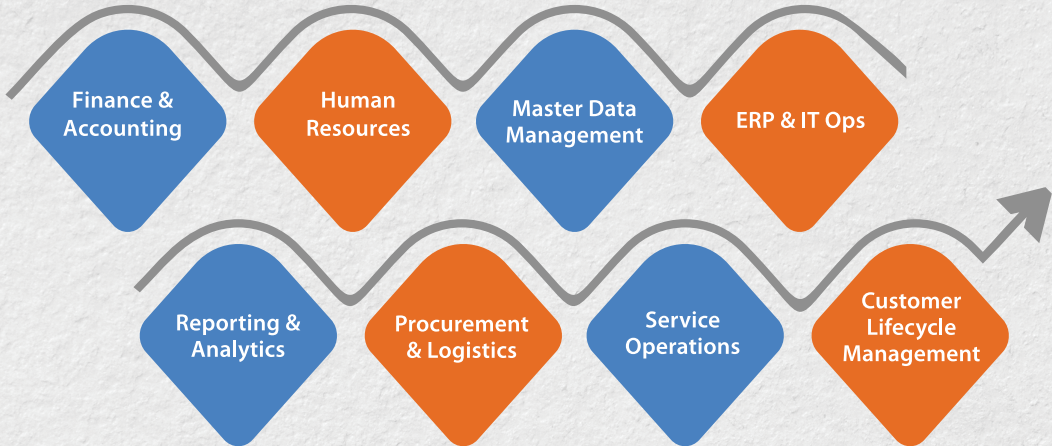 Finance &
Accounting
Human
Resources
Master Data
Management
ERP & IT Ops
Reporting &
Analytics
Procurement
& Logistics
Service
Operations
Customer
Lifecycle
Management